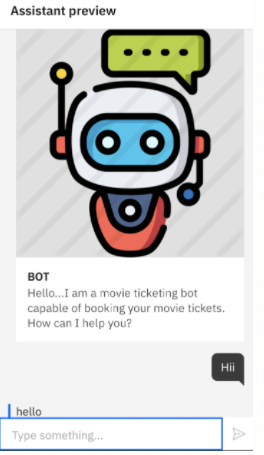 Assistant preview
BOT
Hello...I am a movie ticketing bot
capable of booking your movie tickets.
How can I help you?
Hii
hello
Type something...